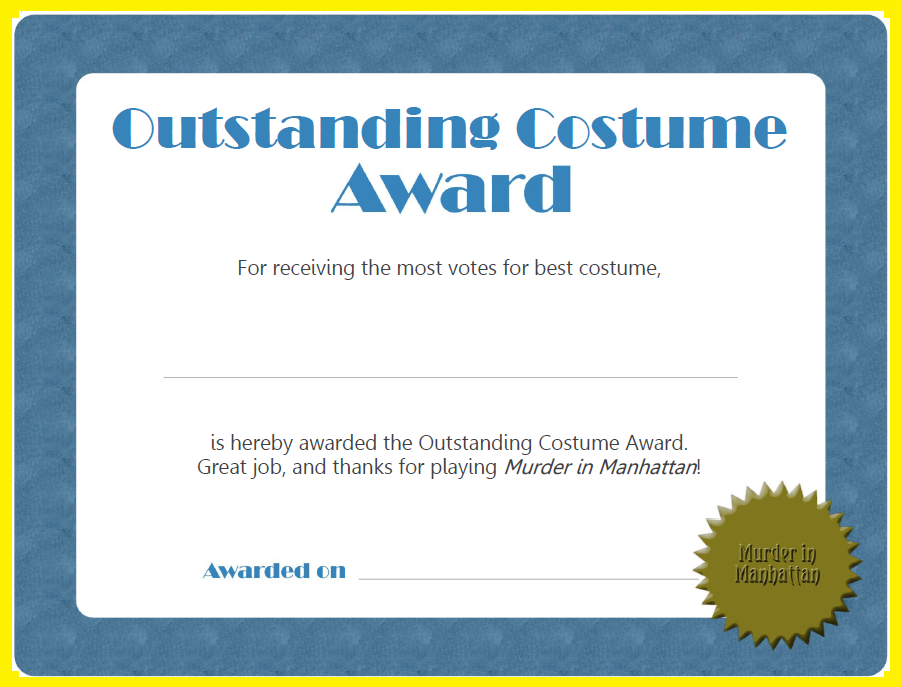 Outstanding Costume
Award
For receiving the most votes for best costume,
is hereby awarded the Outstanding Costume Award.
Great job, and thanks for playing Murder in Manhattan!
Awarded on
Murder in
Manhattan